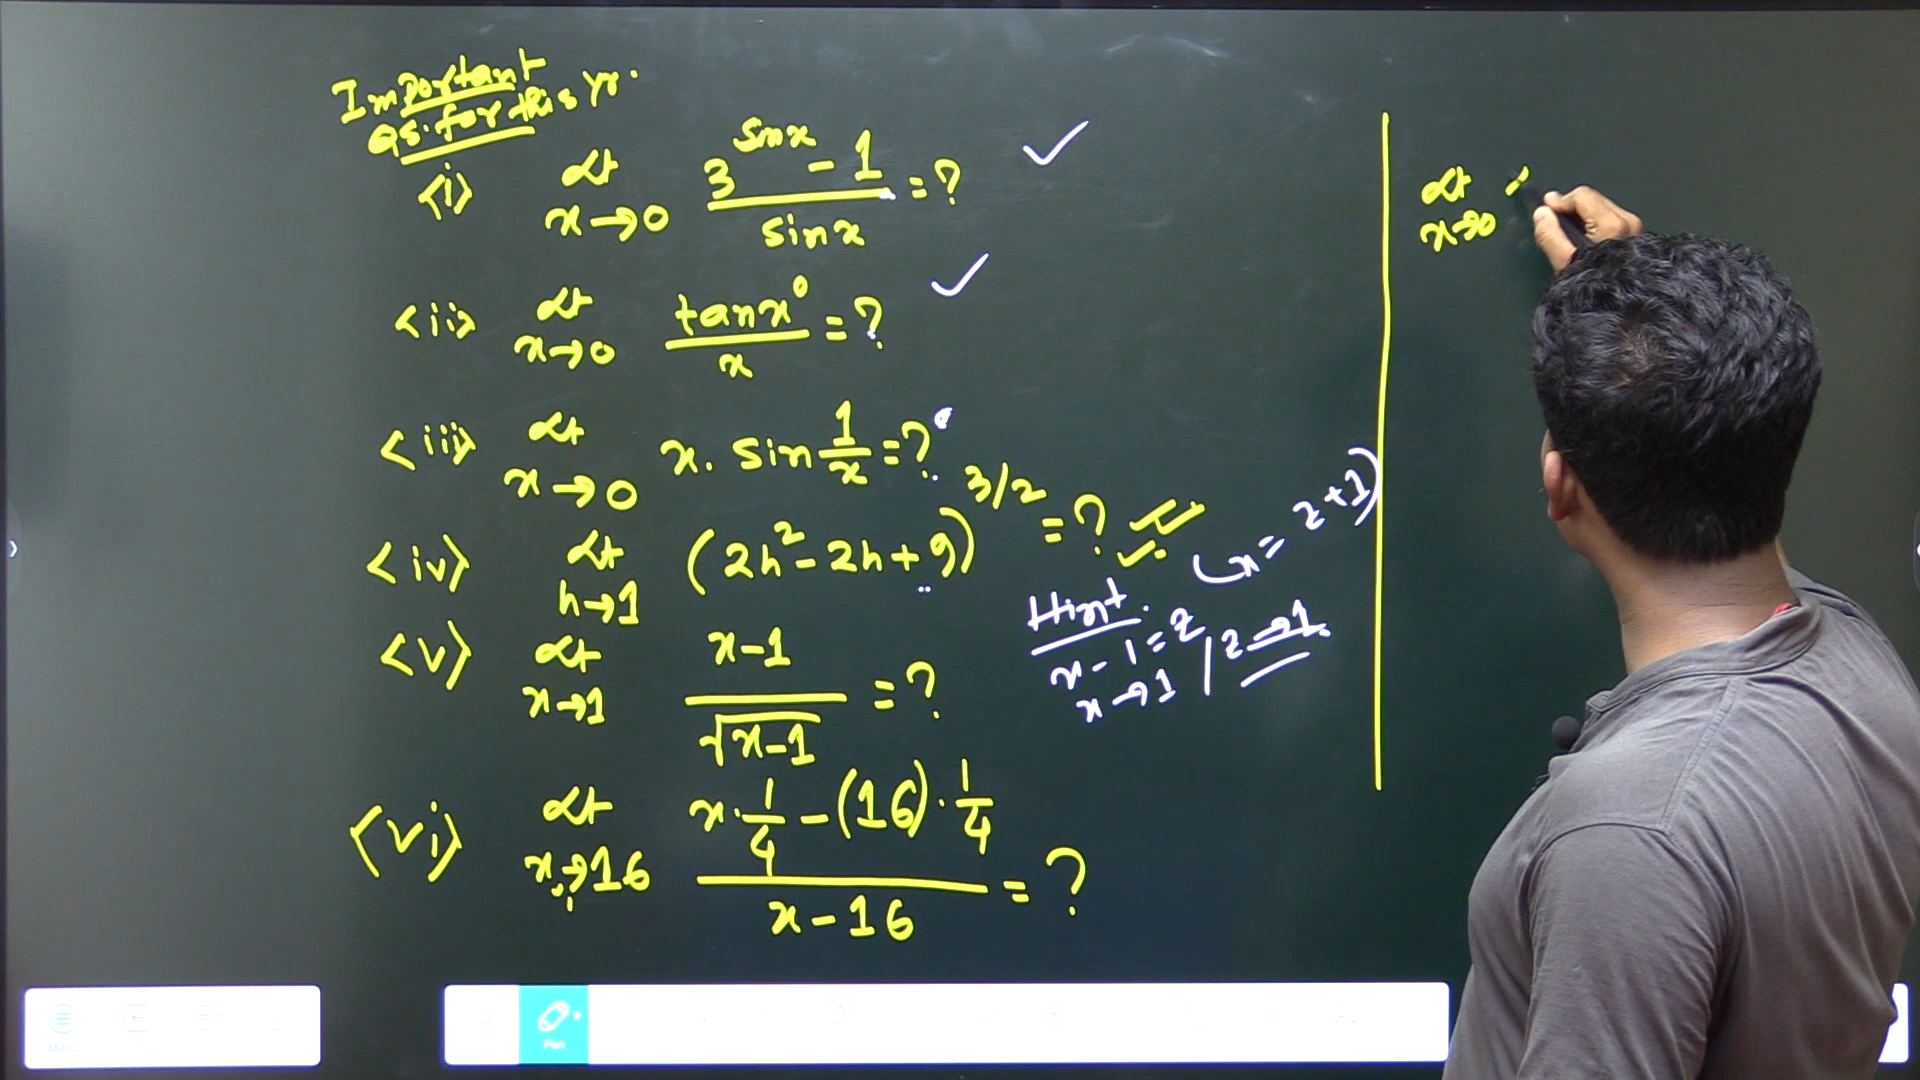 Important
Qs. for this yr.
<i> Lt x→0 3^sinx - 1 / sinx = ?
<ii> Lt x→0 tanx° / x = ?
<iii> Lt x→0 x. sin 1/x = ?
<iv> Lt h→1 (2h² - 2h + 9)^3/2 = ?
<v> Lt x→1 x-1 / √x-1 = ?
<vi> Lt x→16 x.1/4 - (16).1/4 / x-16 = ?
Hint.
x - 1 = z
x→1 / z→1.
x = z+1)
Lt x→0
Pen